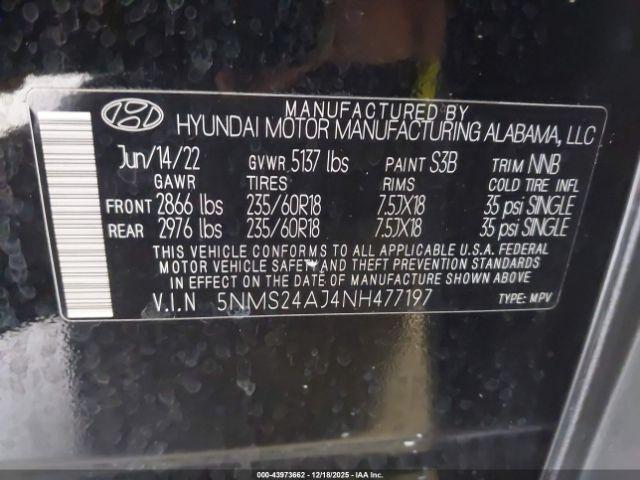 MANUFACTURED BY
HYUNDAI MOTOR MANUFACTURING ALABAMA, LLC
Jun/14/22 GVWR 5137 lbs PAINT S3B TRIM NNB
GAWR TIRES RIMS COLD TIRE INFL
FRONT 2866 lbs 235/60R18 7.5JX18 35 psi SINGLE
REAR 2976 lbs 235/60R18 7.5JX18 35 psi SINGLE
THIS VEHICLE CONFORMS TO APPLICABLE U.S.A. FEDERAL
MOTOR VEHICLE SAFETY AND THEFT PREVENTION STANDARDS
IN EFFECT ON THE DATE OF MANUFACTURE SHOWN ABOVE.
V.I.N 5NMS24AJ4NH477197 TYPE: MPV
000-43973662 - 12/18/2025 - IAA Inc.